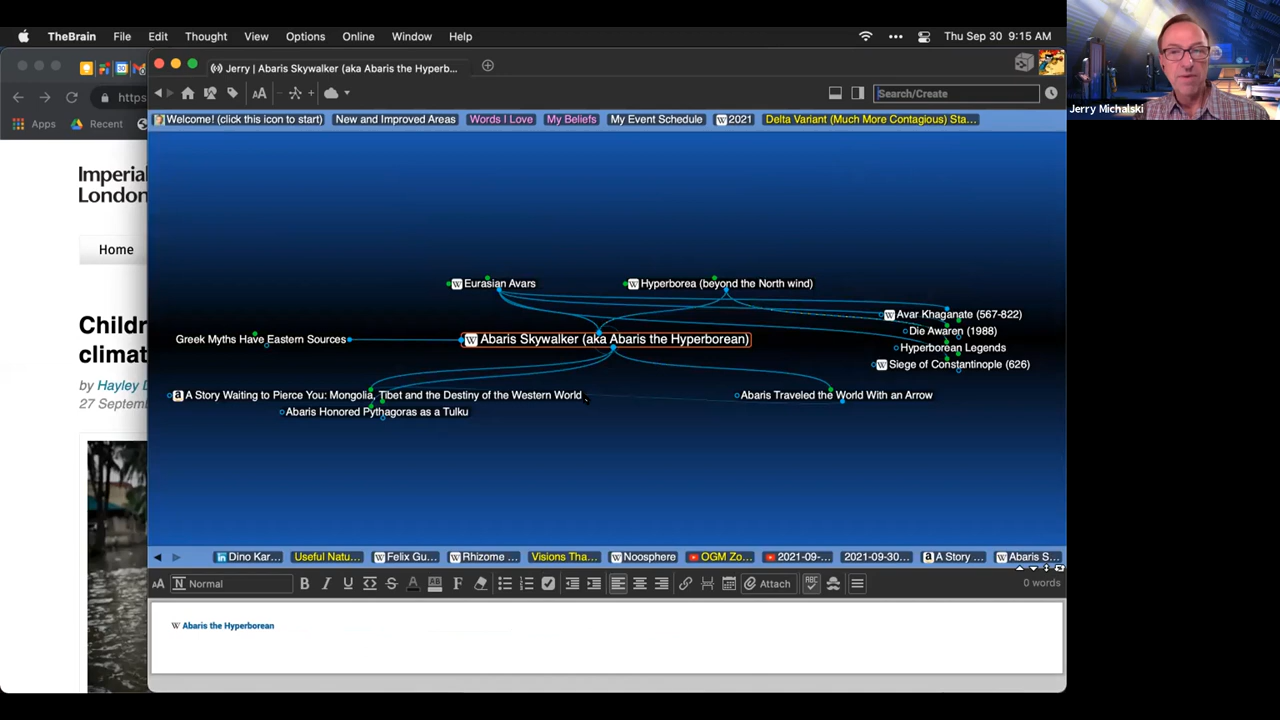 TheBrain File Edit Thought View Options Online Window Help
Thu Sep 30 9:15 AM
Jerry Michalski
Jerry | Abaris Skywalker (aka Abaris the Hyperb...
https
Search/Create
Apps Recent
Welcome! (click this icon to start) New and Improved Areas Words I Love My Beliefs My Event Schedule 2021 Delta Variant (Much More Contagious) Sta...
Imperial
London
Home
Childr
climat
by Hayley D
27 Septemb
Eurasian Avars
Hyperborea (beyond the North wind)
Avar Khaganate (567-822)
Die Awaren (1988)
Hyperborean Legends
Siege of Constantinople (626)
Greek Myths Have Eastern Sources
Abaris Skywalker (aka Abaris the Hyperborean)
A Story Waiting to Pierce You: Mongolia, Tibet and the Destiny of the Western World
Abaris Honored Pythagoras as a Tulku
Abaris Traveled the World With an Arrow
Dino Kar... Useful Natu... Felix Gu... Rhizome ... Visions Tha... Noosphere OGM Zo... 2021-09-... 2021-09-30... A Story ... Abaris S...
Normal
Attach
0 words
Abaris the Hyperborean